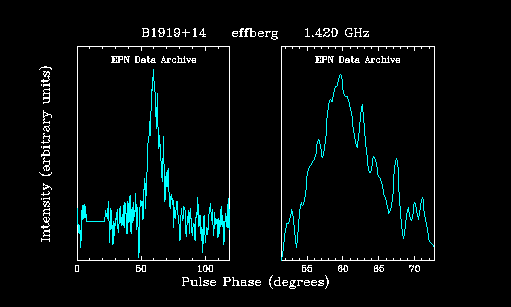 B1919+14 effberg 1.420 GHz
EPN Data Archive
EPN Data Archive
Intensity (arbitrary units)
0 50 100
55 60 65 70
Pulse Phase (degrees)